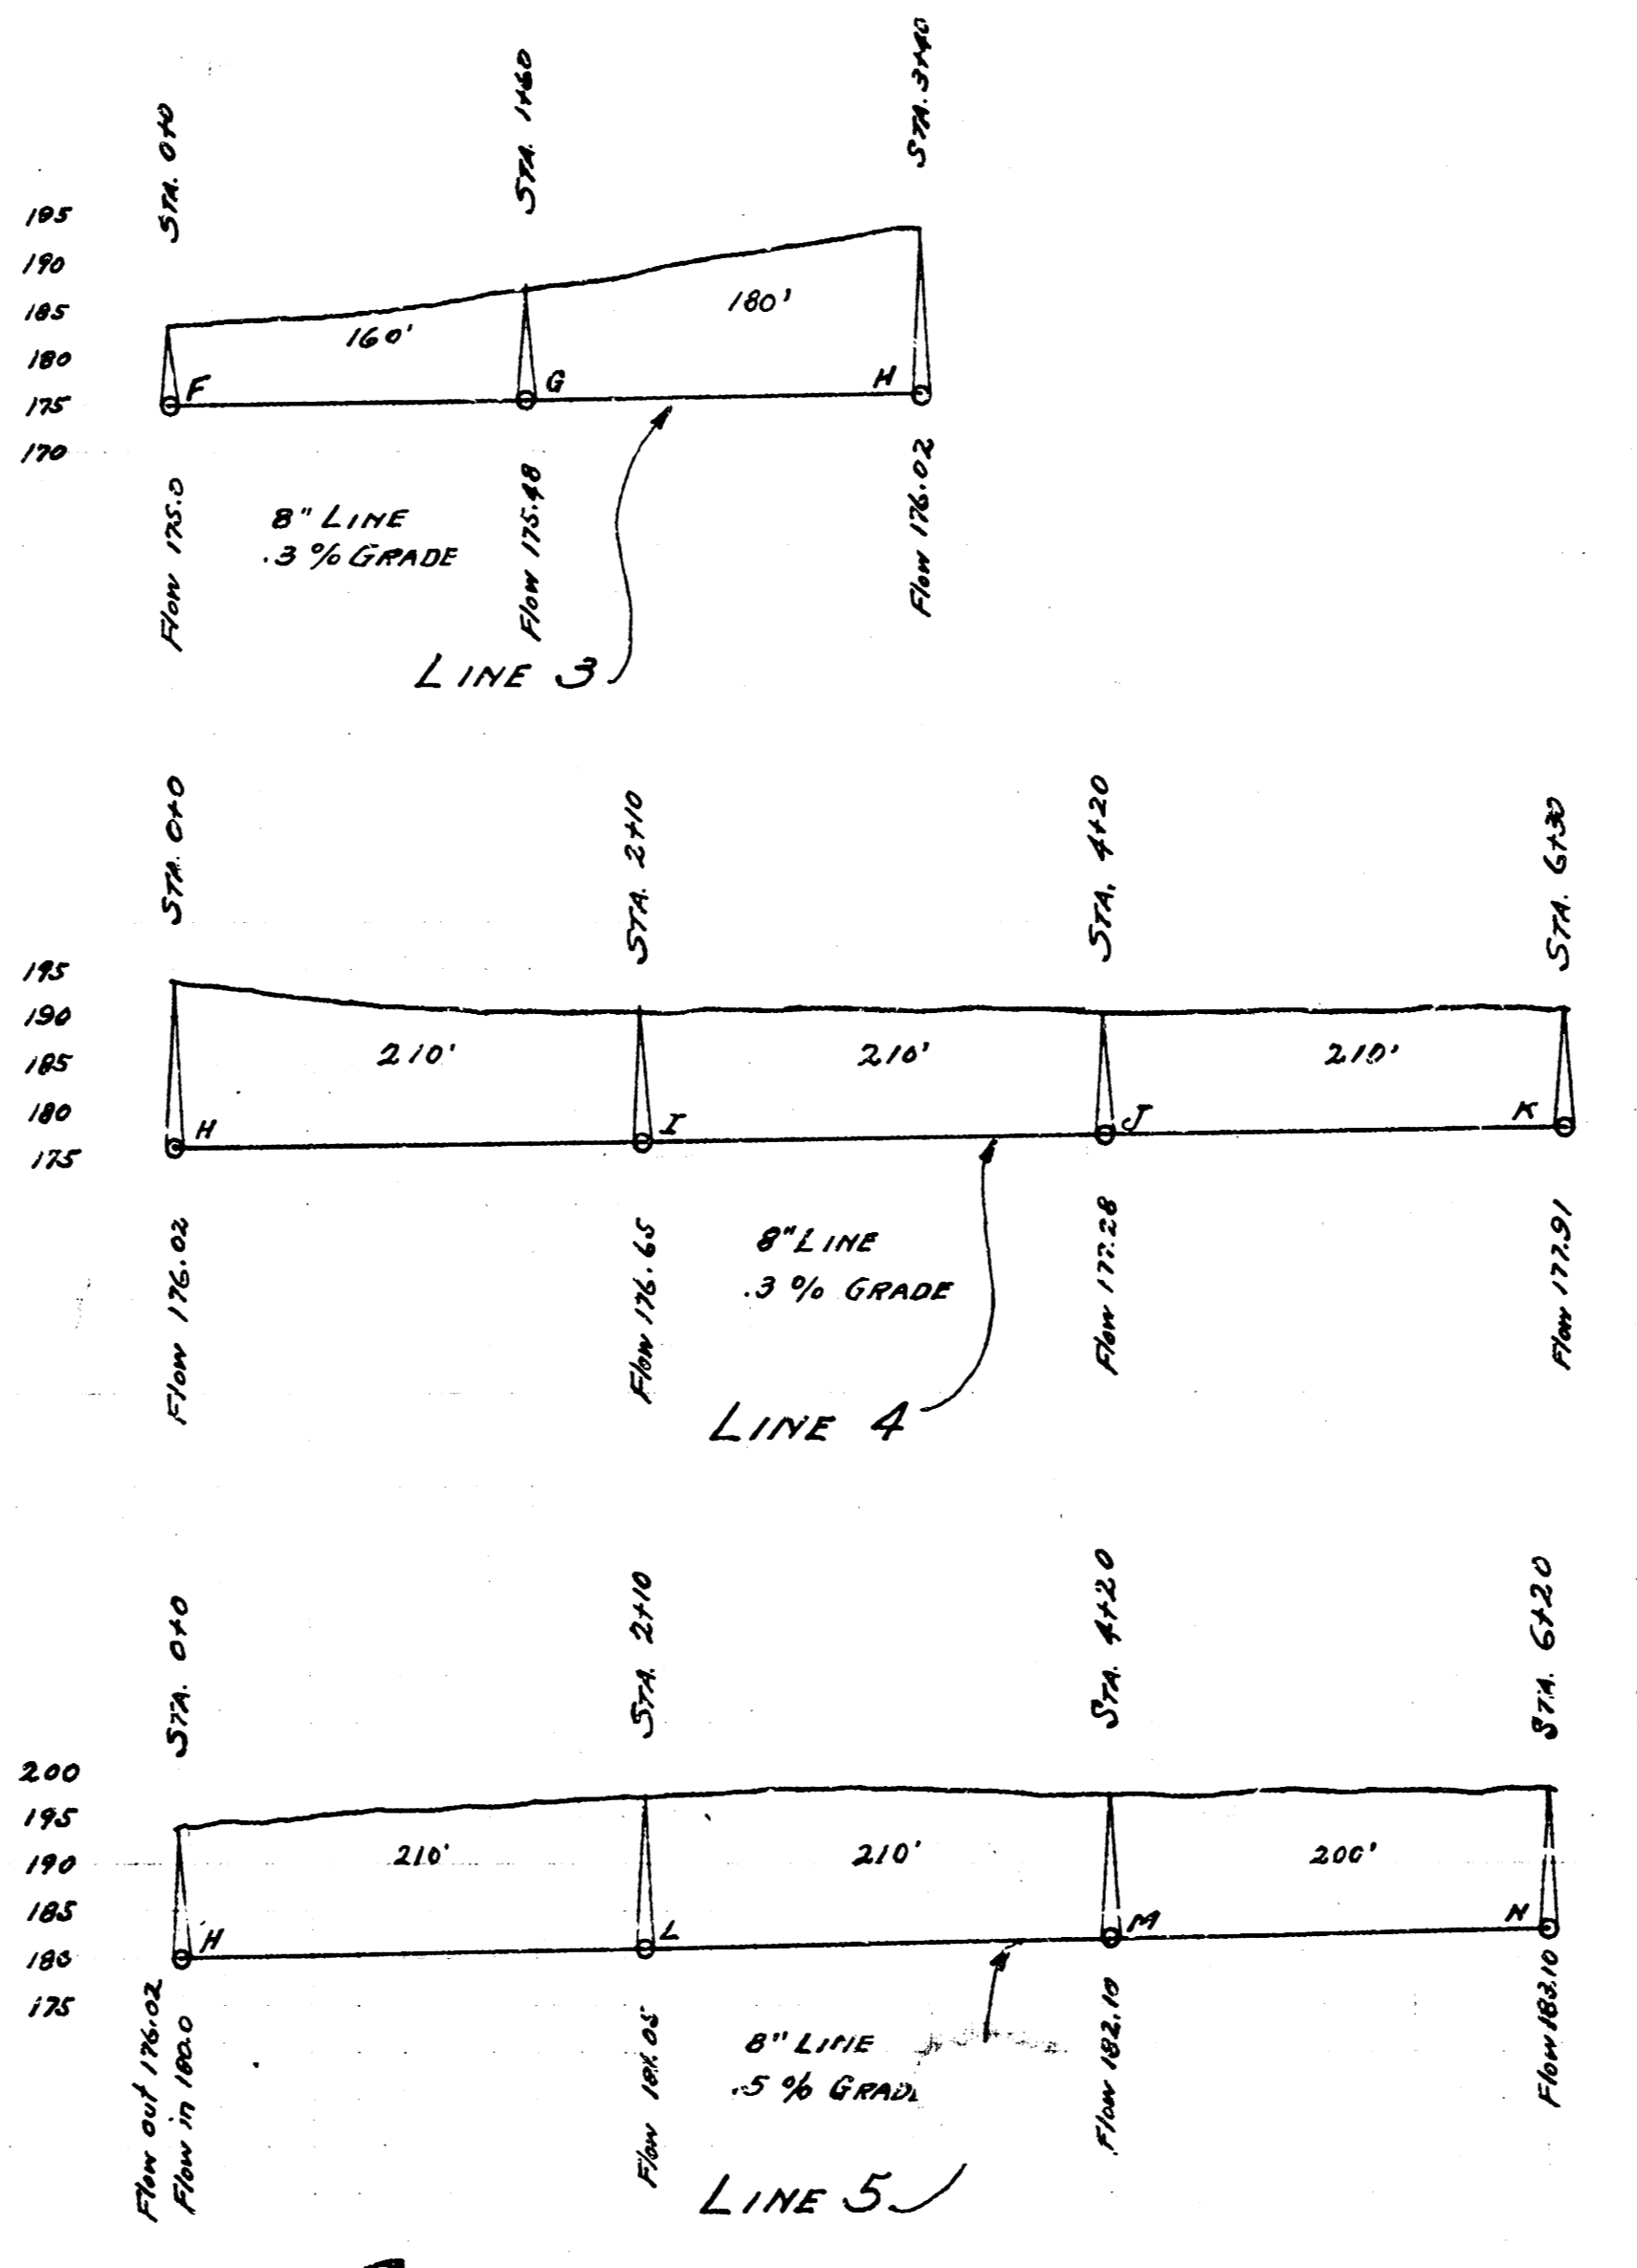 STA. 0+0
STA. 1+60
STA. 3+40
195
190
185
180
175
170
160'
180'
F
G
H
Flow 175.0
8" LINE
.3 % GRADE
Flow 175.48
Flow 176.02
LINE 3
STA. 0+0
STA. 2+10
STA. 4+20
STA. 6+30
195
190
185
180
175
210'
210'
210'
H
I
J
K
Flow 176.02
Flow 176.65
8" LINE
.3 % GRADE
Flow 177.28
Flow 177.91
LINE 4
STA. 0+0
STA. 2+10
STA. 4+20
STA. 6+20
200
195
190
185
180
175
210'
210'
200'
H
L
M
N
Flow out 176.02
Flow in 180.0
Flow 181.05
8" LINE
.5 % GRADE
Flow 182.10
Flow 183.10
LINE 5